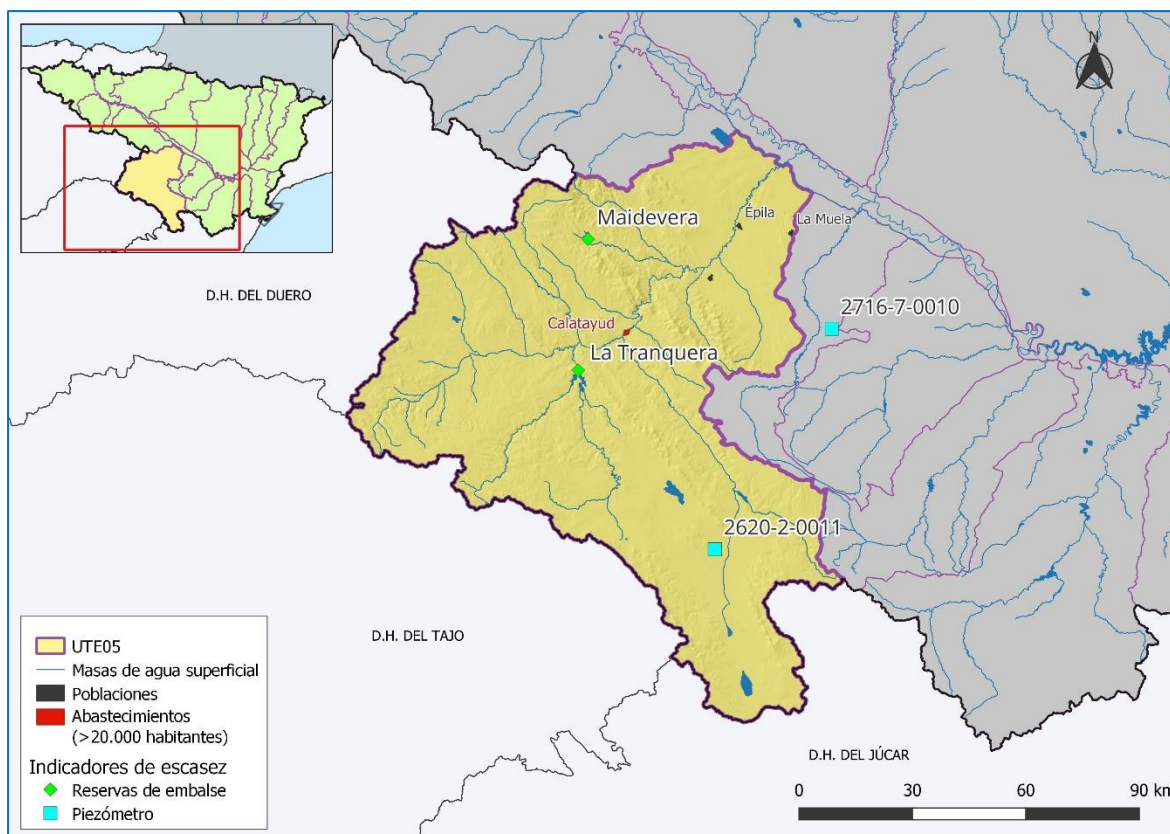 N
Maidevera
Épila
La Muela
D.H. DEL DUERO
2716-7-0010
Calatayud
La Tranquera
2620-2-0011
D.H. DEL TAJO
D.H. DEL JÚCAR
UTE05
Masas de agua superficial
Poblaciones
Abastecimientos
(>20.000 habitantes)
Indicadores de escasez
Reservas de embalse
Piezómetro
0 30 60 90 km